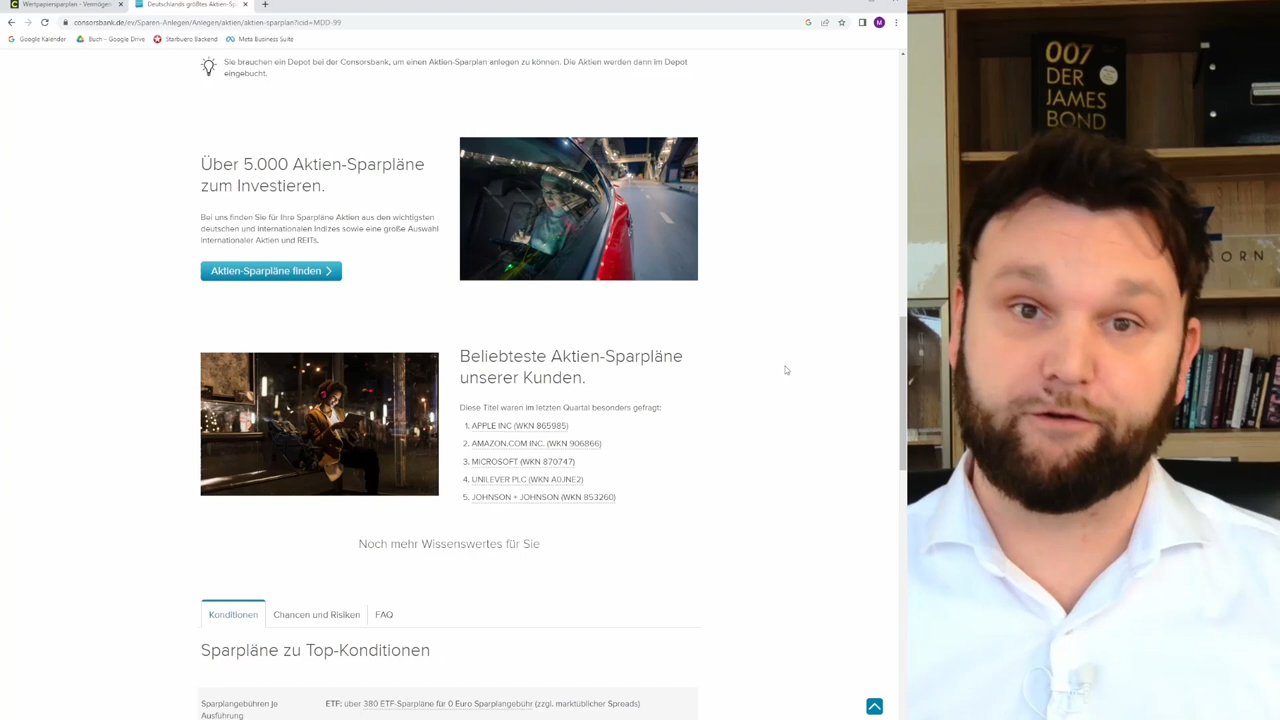 Wertpapiersparplan - Vermögen
Deutschlands größtes Aktien-Sp
consorsbank.de/ev/Sparen-Anlegen/Anlegen/aktien/aktien-sparplan?icid=MDD-99
M
Google Kalender
Buch – Google Drive
Starbuero Backend
Meta Business Suite
Sie brauchen ein Depot bei der Consorsbank, um einen Aktien-Sparplan anlegen zu können. Die Aktien werden dann im Depot
eingebucht.
Über 5.000 Aktien-Sparpläne
zum Investieren.
Bei uns finden Sie für Ihre Sparpläne Aktien aus den wichtigsten
deutschen und internationalen Indizes sowie eine große Auswahl
internationaler Aktien und REITs.
Aktien-Sparpläne finden
Beliebteste Aktien-Sparpläne
unserer Kunden.
Diese Titel waren im letzten Quartal besonders gefragt:
1. APPLE INC (WKN 865985)
2. AMAZON.COM INC. (WKN 906866)
3. MICROSOFT (WKN 870747)
4. UNILEVER PLC (WKN A0JNE2)
5. JOHNSON + JOHNSON (WKN 853260)
Noch mehr Wissenswertes für Sie
Konditionen
Chancen und Risiken
FAQ
Sparpläne zu Top-Konditionen
Sparplangebühren je
Ausführung
ETF: über 380 ETF-Sparpläne für 0 Euro Sparplangebühr (zzgl. marktüblicher Spreads)
007
DER
JAMES
BOND
KORN